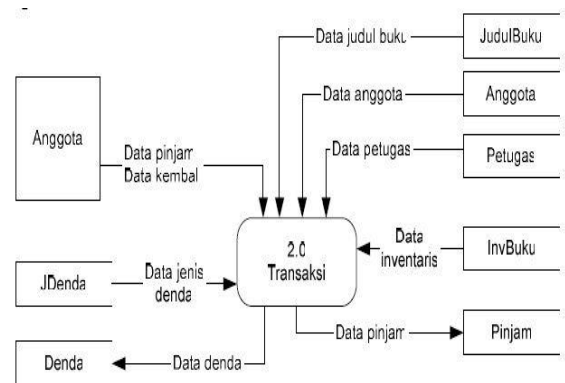 Data judul buku
JudulBuku
Data anggota
Anggota
Anggota
Data pinjam
Data kembal
Data petugas
Petugas
2.0
Transaksi
Data
inventaris
InvBuku
JDenda
Data jenis
denda
Data pinjam
Pinjam
Denda
Data denda